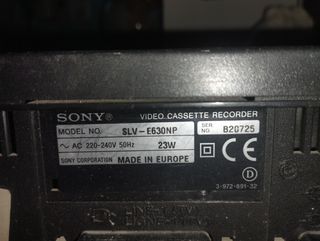 SONY® VIDEO CASSETTE RECORDER
MODEL NO. SLV-E630NP SER. NO. B20725
~ AC 220-240V 50Hz 23W
SONY CORPORATION MADE IN EUROPE CE D
3-972-891-32